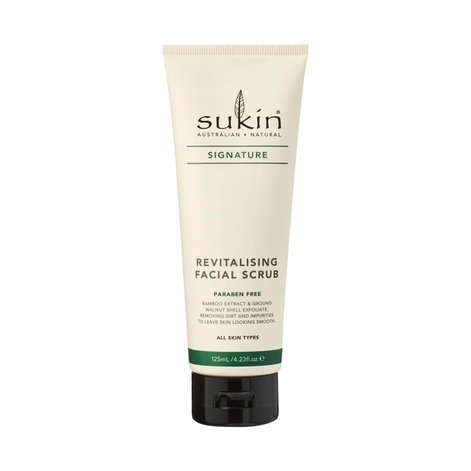 sukin®
AUSTRALIAN • NATURAL
SIGNATURE
REVITALISING
FACIAL SCRUB
PARABEN FREE
BAMBOO EXTRACT & GROUND
WALNUT SHELL EXFOLIATE,
REMOVING DIRT AND IMPURITIES
TO LEAVE SKIN LOOKING SMOOTH.
ALL SKIN TYPES
125mL/4.23fl.oz.℮